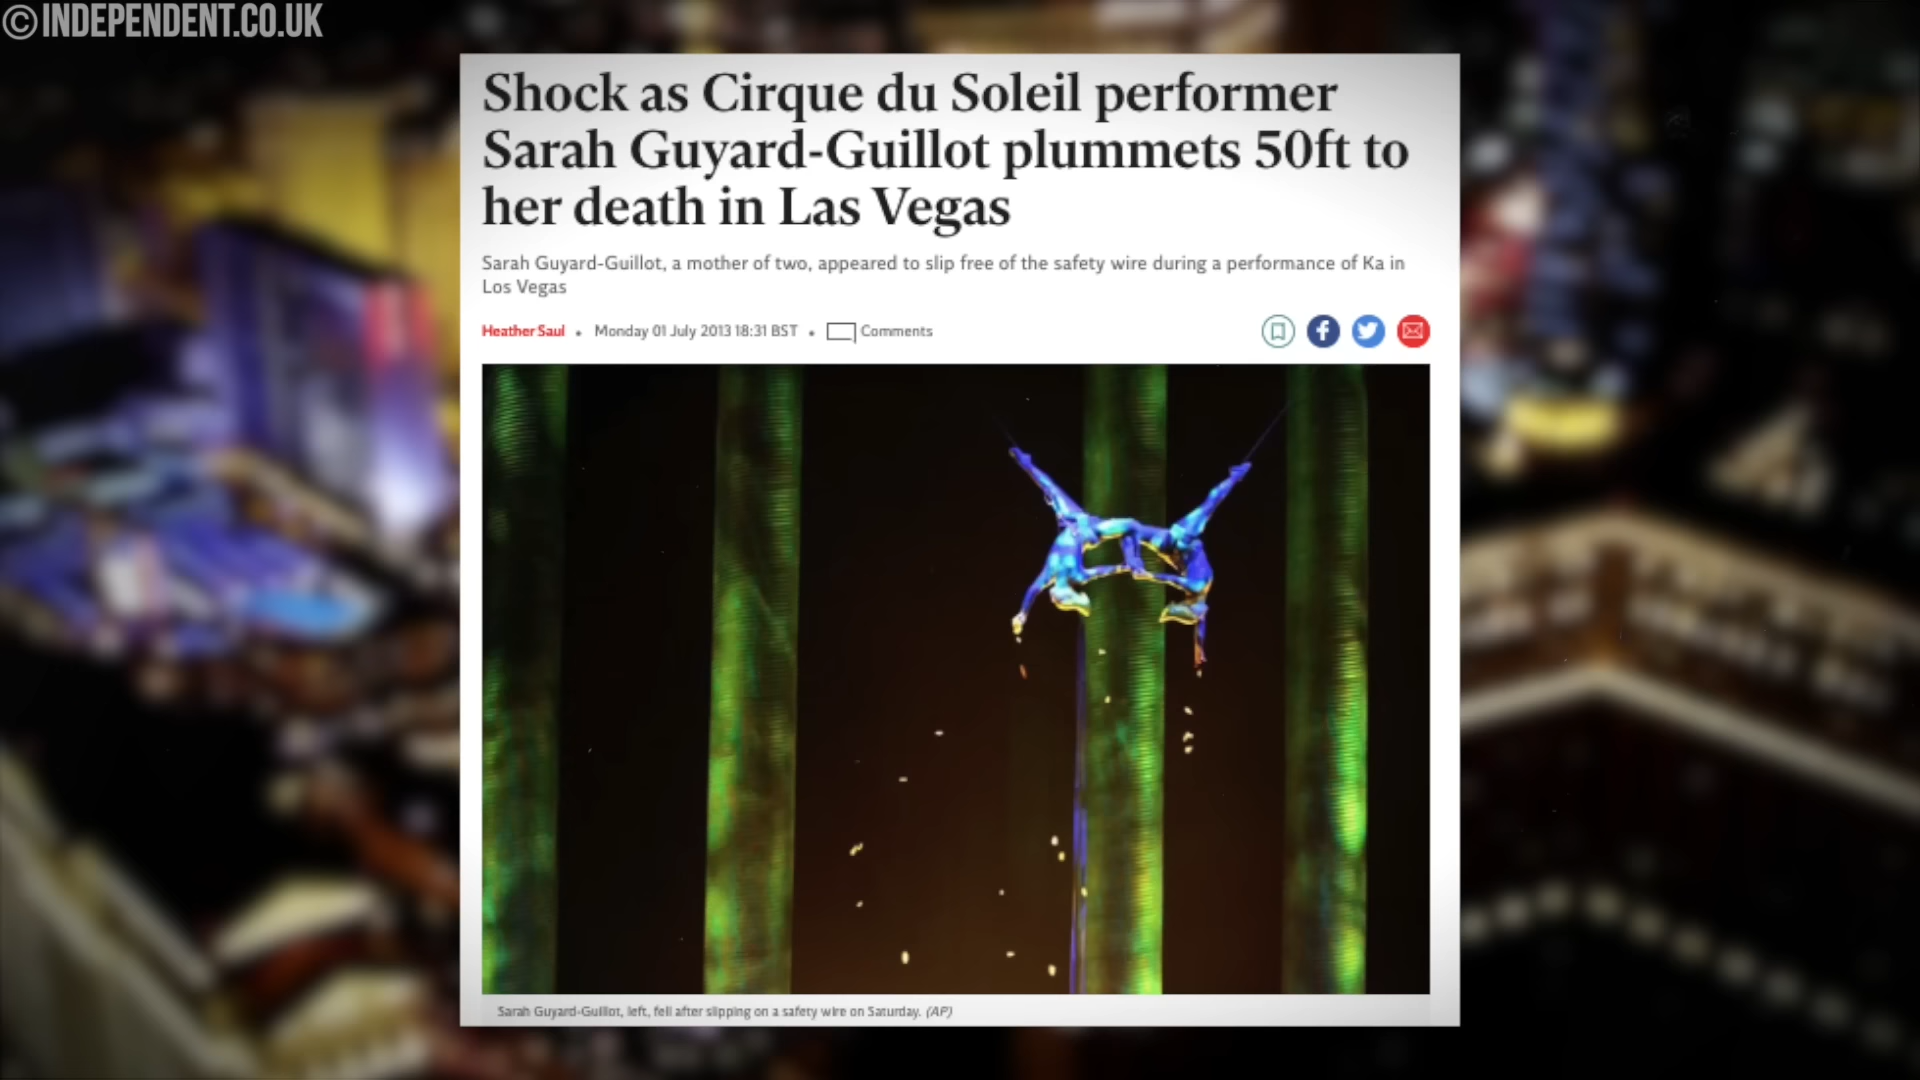 © INDEPENDENT.CO.UK
Shock as Cirque du Soleil performer
Sarah Guyard-Guillot plummets 50ft to
her death in Las Vegas
Sarah Guyard-Guillot, a mother of two, appeared to slip free of the safety wire during a performance of Ka in
Los Vegas
Heather Saul • Monday 01 July 2013 18:31 BST • Comments
Sarah Guyard-Guillot, left, fell after slipping on a safety wire on Saturday. (AP)